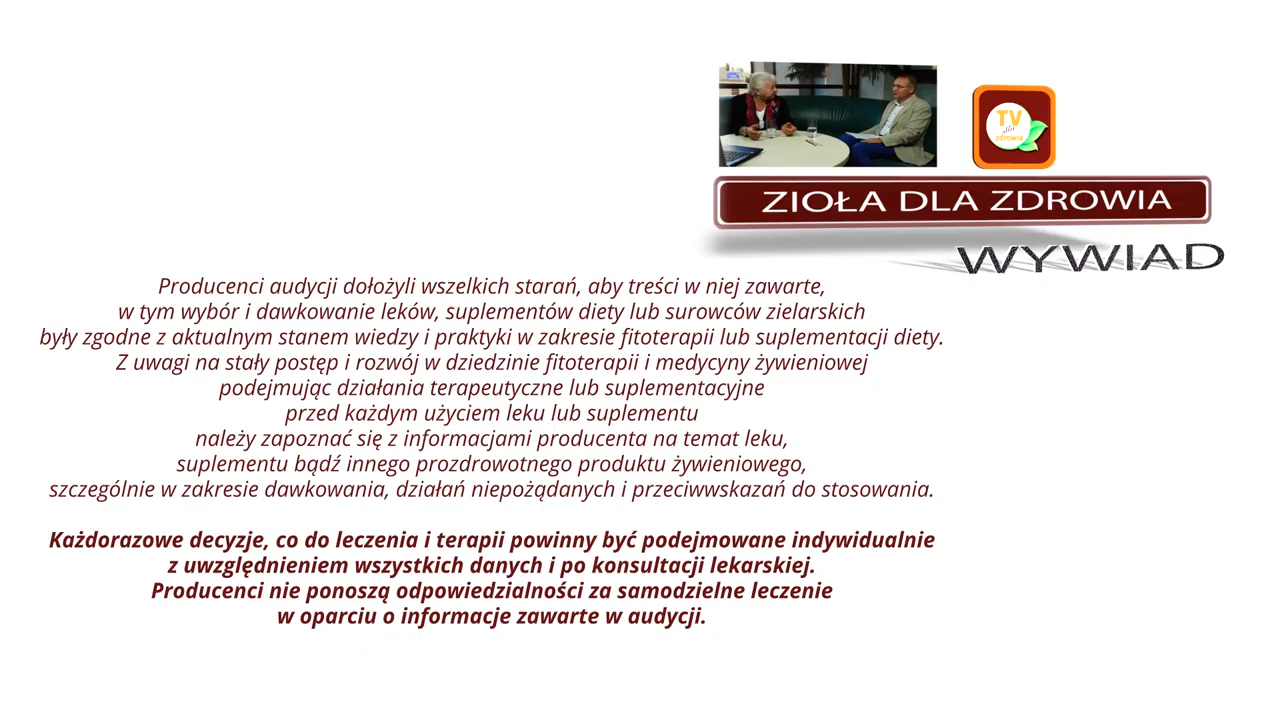 TV
dla
zdrowia
ZIOŁA DLA ZDROWIA
WYWIAD
Producenci audycji dołożyli wszelkich starań, aby treści w niej zawarte,
w tym wybór i dawkowanie leków, suplementów diety lub surowców zielarskich
były zgodne z aktualnym stanem wiedzy i praktyki w zakresie fitoterapii lub suplementacji diety.
Z uwagi na stały postęp i rozwój w dziedzinie fitoterapii i medycyny żywieniowej
podejmując działania terapeutyczne lub suplementacyjne
przed każdym użyciem leku lub suplementu
należy zapoznać się z informacjami producenta na temat leku,
suplementu bądź innego prozdrowotnego produktu żywieniowego,
szczególnie w zakresie dawkowania, działań niepożądanych i przeciwwskazań do stosowania.
Każdorazowe decyzje, co do leczenia i terapii powinny być podejmowane indywidualnie
z uwzględnieniem wszystkich danych i po konsultacji lekarskiej.
Producenci nie ponoszą odpowiedzialności za samodzielne leczenie
w oparciu o informacje zawarte w audycji.